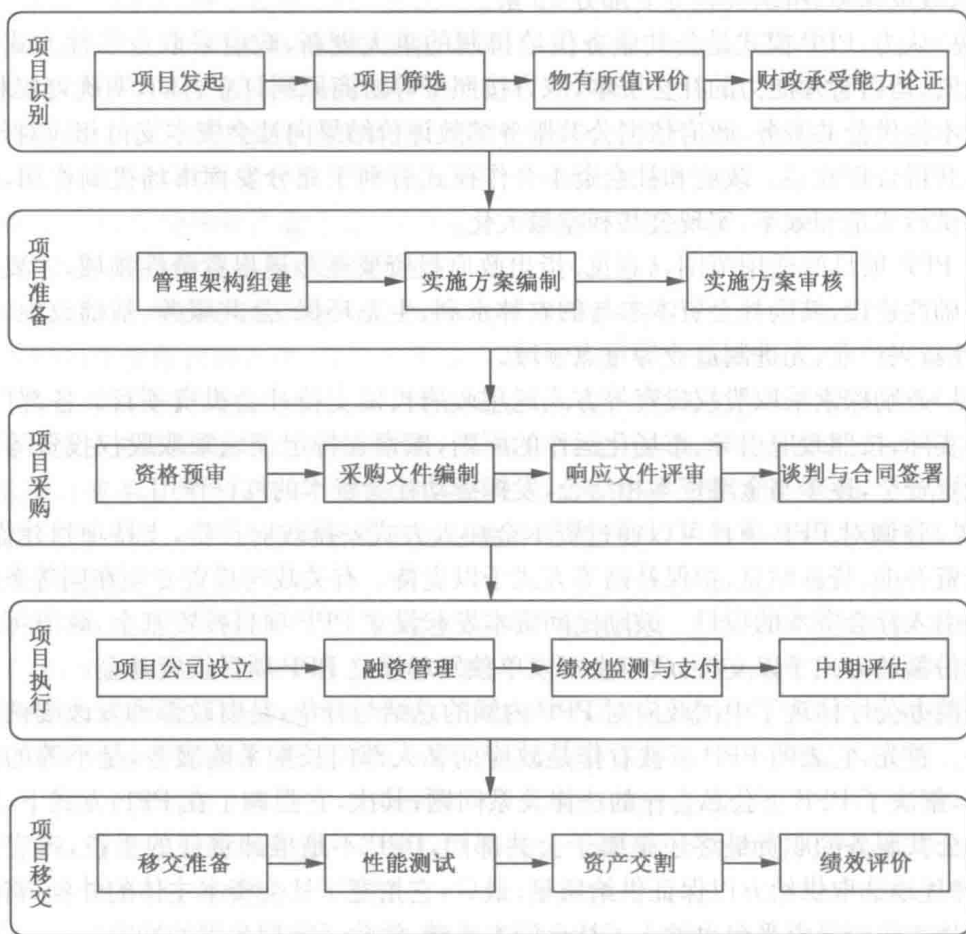 项目识别
项目发起
项目筛选
物有所值评价
财政承受能力论证
项目准备
管理架构组建
实施方案编制
实施方案审核
项目采购
资格预审
采购文件编制
响应文件评审
谈判与合同签署
项目执行
项目公司设立
融资管理
绩效监测与支付
中期评估
项目移交
移交准备
性能测试
资产交割
绩效评价